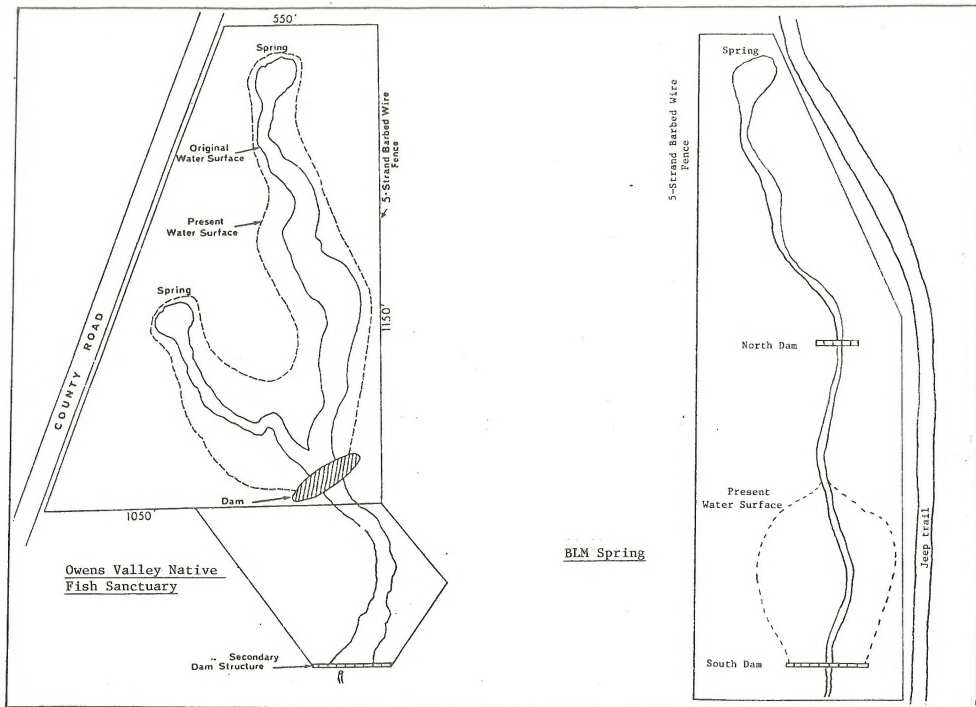 550'
Spring
Original
Water Surface
5-Strand Barbed Wire
Fence
Present
Water Surface
Spring
1150'
COUNTY ROAD
Dam
1050'
Owens Valley Native
Fish Sanctuary
Secondary
Dam Structure
Spring
5-Strand Barbed Wire
Fence
North Dam
Present
Water Surface
BLM Spring
Jeep trail
South Dam